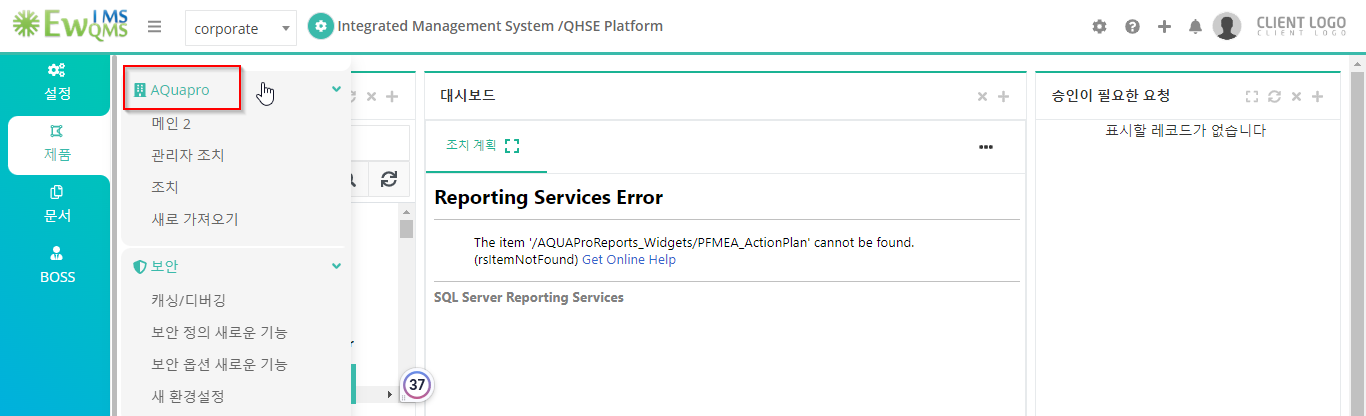 EwIMS
QMS
corporate
Integrated Management System /QHSE Platform
CLIENT LOGO
CLIENT LOGO
설정
제품
문서
BOSS
AQuapro
메인 2
관리자 조치
조치
새로 가져오기
보안
캐싱/디버깅
보안 정의 새로운 기능
보안 옵션 새로운 기능
새 환경설정
37
대시보드
조치 계획
Reporting Services Error
The item '/AQUAProReports_Widgets/PFMEA_ActionPlan' cannot be found.
(rsItemNotFound) Get Online Help
SQL Server Reporting Services
승인이 필요한 요청
표시할 레코드가 없습니다